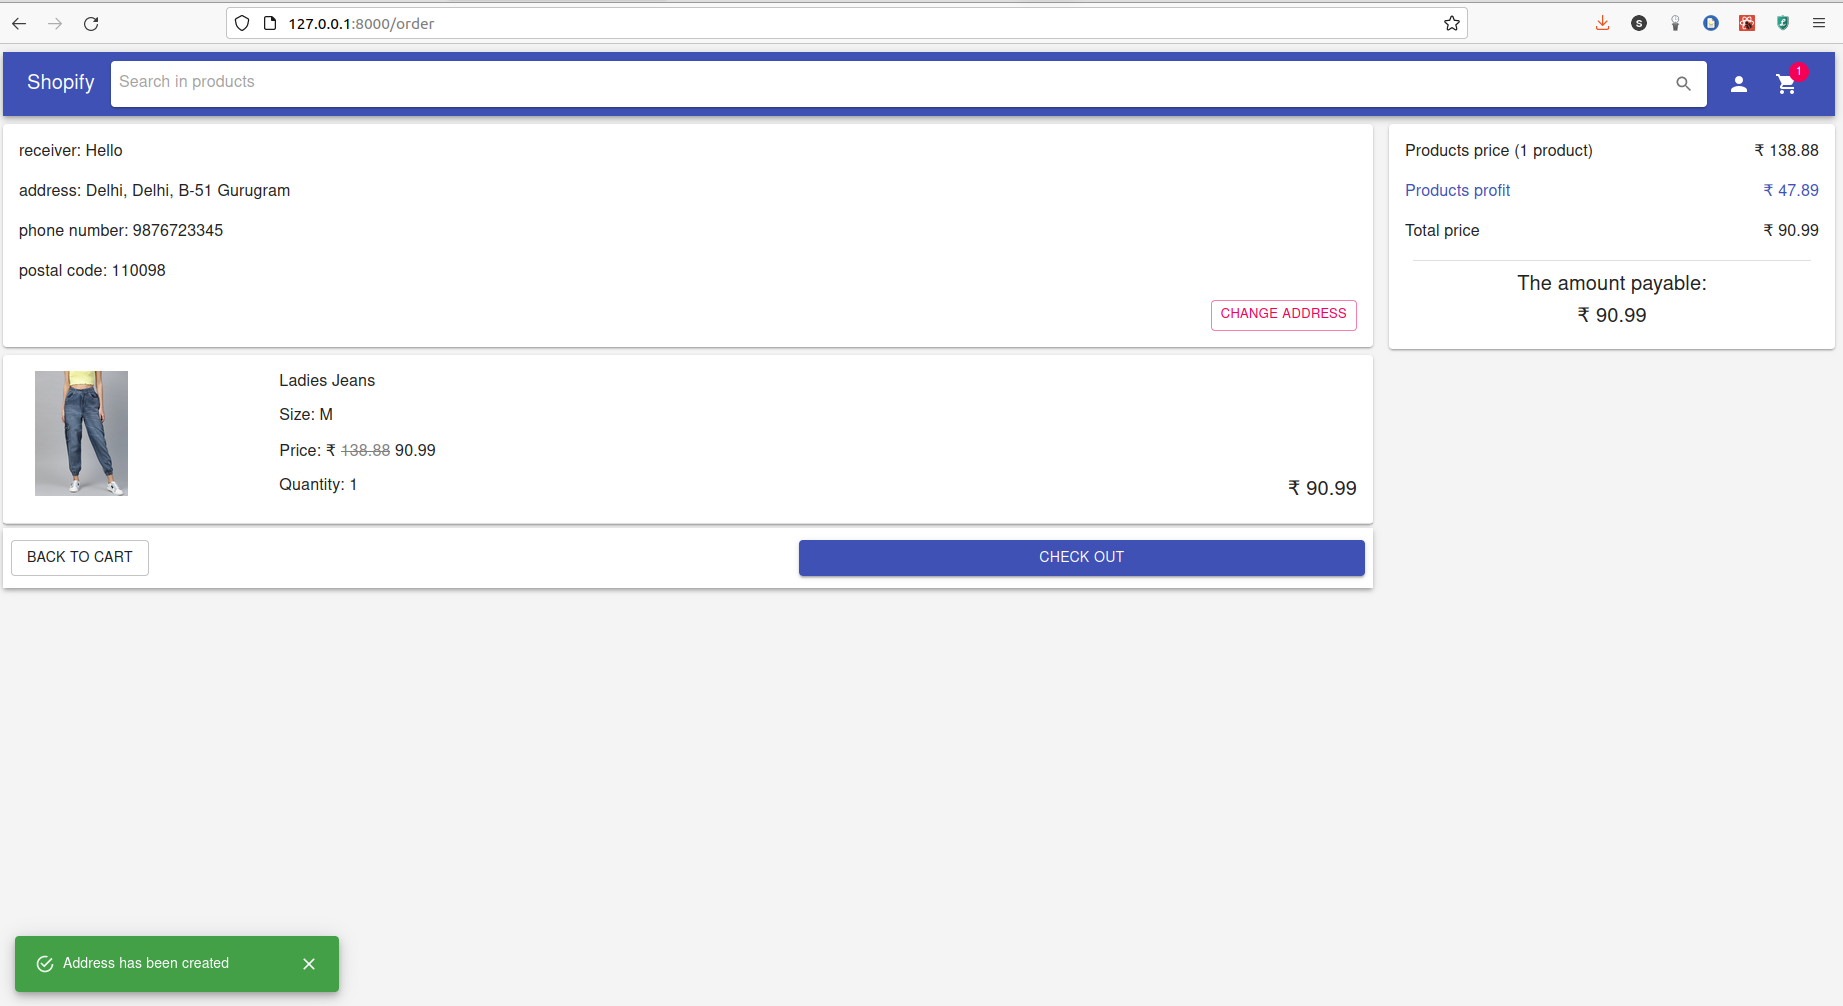 127.0.0.1:8000/order
S
Shopify
Search in products
1
receiver: Hello
address: Delhi, Delhi, B-51 Gurugram
phone number: 9876723345
postal code: 110098
CHANGE ADDRESS
Products price (1 product) ₹ 138.88
Products profit ₹ 47.89
Total price ₹ 90.99
The amount payable:
₹ 90.99
Ladies Jeans
Size: M
Price: ₹ 138.88 90.99
Quantity: 1
₹ 90.99
BACK TO CART
CHECK OUT
Address has been created